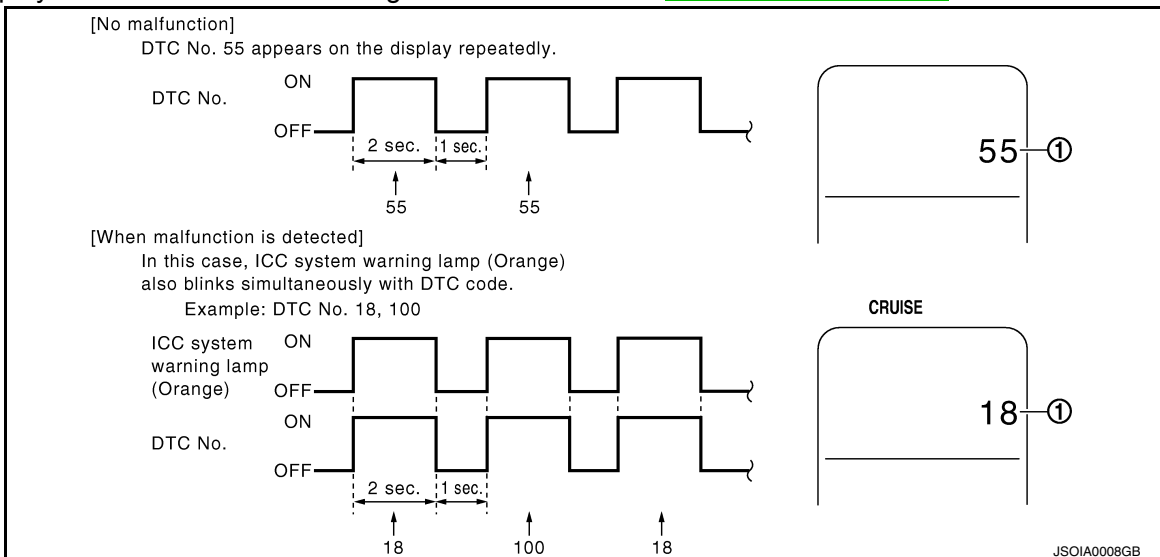 [No malfunction]
DTC No. 55 appears on the display repeatedly.
DTC No.
ON
OFF
2 sec.
1 sec.
55
55
55
①
[When malfunction is detected]
In this case, ICC system warning lamp (Orange)
also blinks simultaneously with DTC code.
Example: DTC No. 18, 100
ICC system
warning lamp
(Orange)
ON
OFF
DTC No.
ON
OFF
2 sec.
1 sec.
18
100
18
CRUISE
18
①
JSOIA0008GB